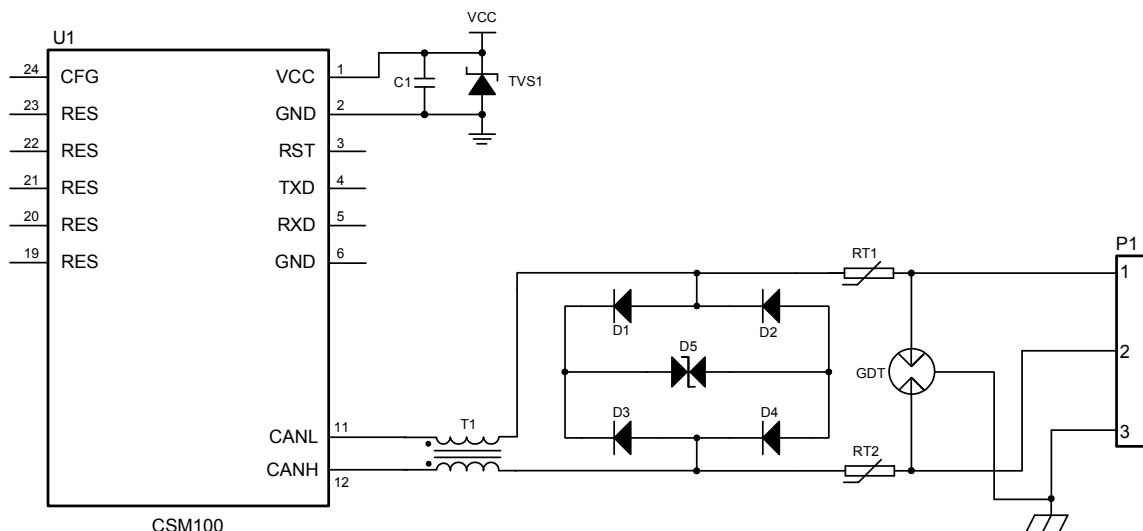 VCC
U1
24 CFG VCC 1
C1 TVS1
23 RES GND 2
22 RES RST 3
21 RES TXD 4
20 RES RXD 5
19 RES GND 6
P1
RT1
1
D1 D2
D5
2
GDT
D3 D4
T1
CANL 11
3
CANH 12
RT2
CSM100